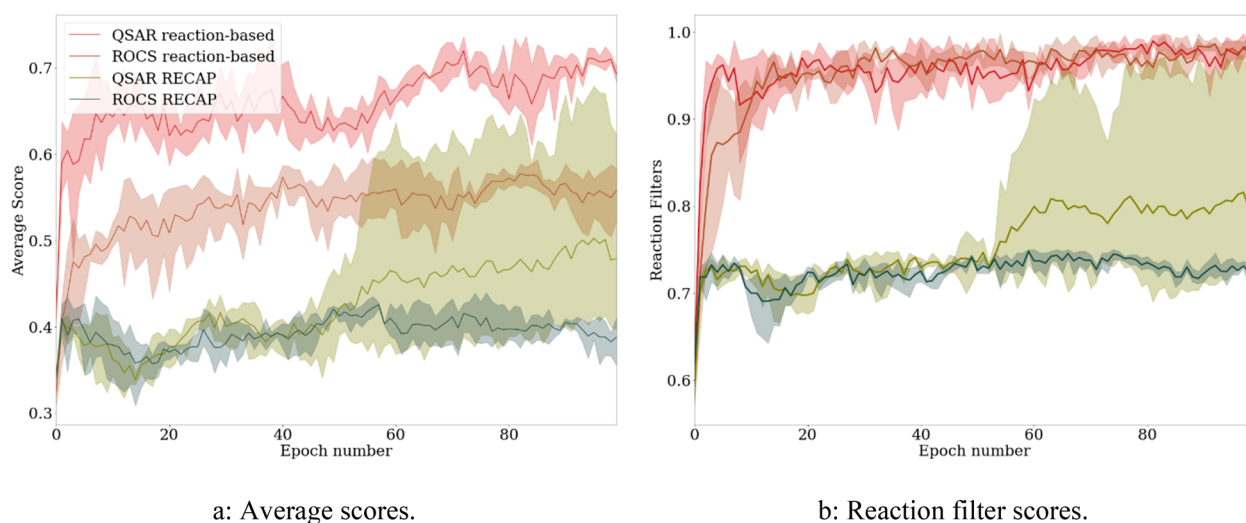 QSAR reaction-based
ROCS reaction-based
QSAR RECAP
ROCS RECAP
0.7
0.6
0.5
0.4
0.3
Average Score
0
20
40
60
80
Epoch number
a: Average scores.
1.0
0.9
0.8
0.7
0.6
Reaction Filters
0
20
40
60
80
Epoch number
b: Reaction filter scores.